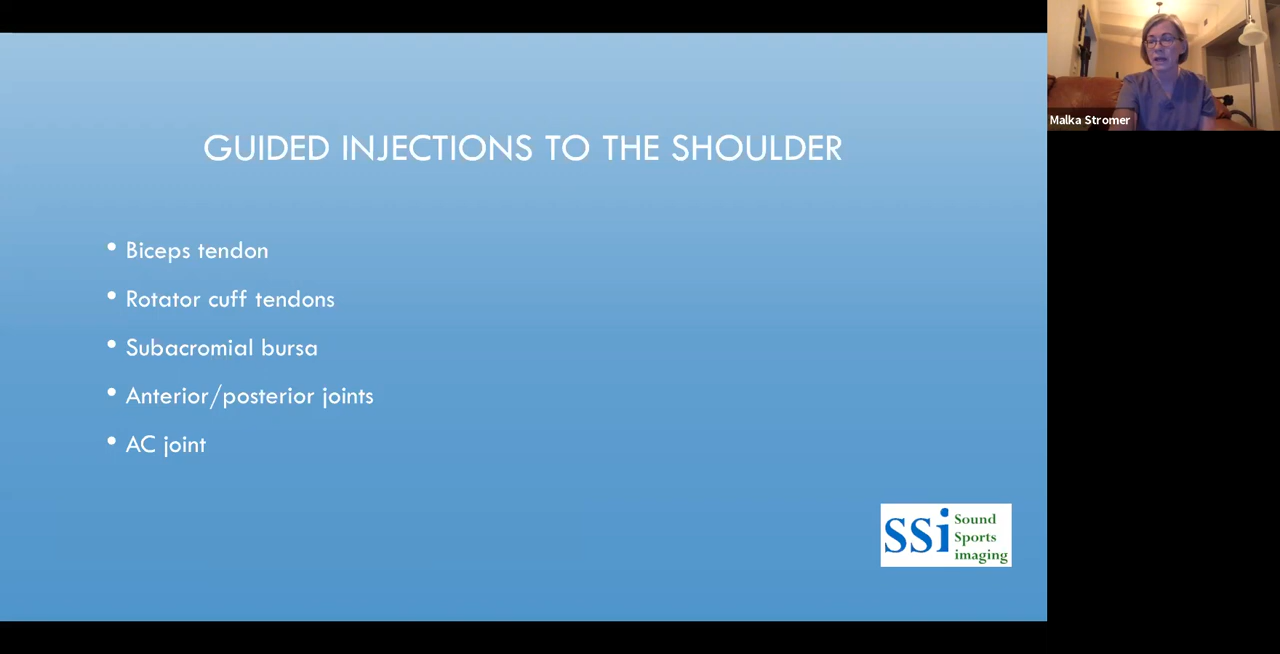 GUIDED INJECTIONS TO THE SHOULDER
• Biceps tendon
• Rotator cuff tendons
• Subacromial bursa
• Anterior/posterior joints
• AC joint
SSi Sound
Sports
imaging
Malka Stromer